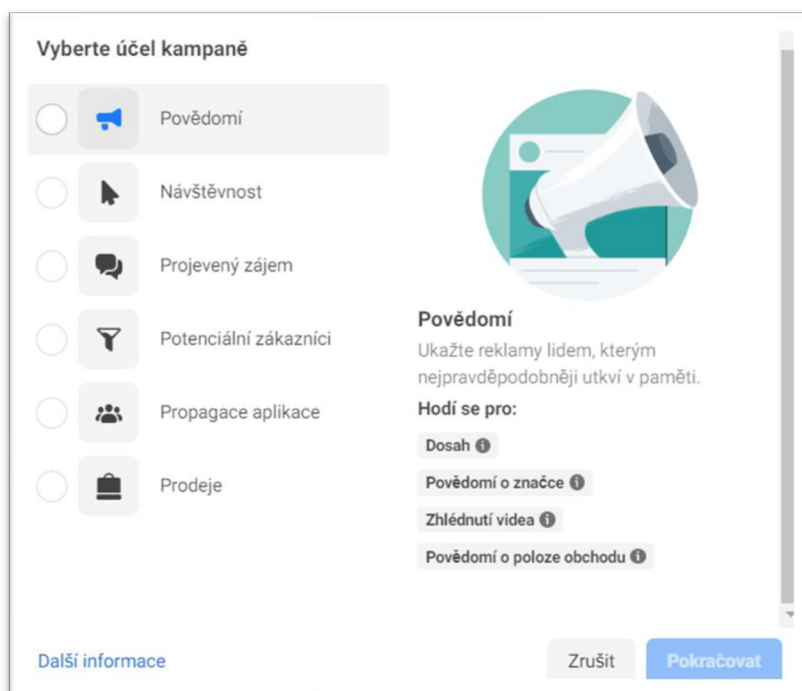 Vyberte účel kampaně
Povědomí
Návštěvnost
Projevený zájem
Potenciální zákazníci
Propagace aplikace
Prodeje
Povědomí
Ukažte reklamy lidem, kterým
nejpravděpodobněji utkví v paměti.
Hodí se pro:
Dosah
Povědomí o značce
Zhlédnutí videa
Povědomí o poloze obchodu
Další informace
Zrušit
Pokračovat